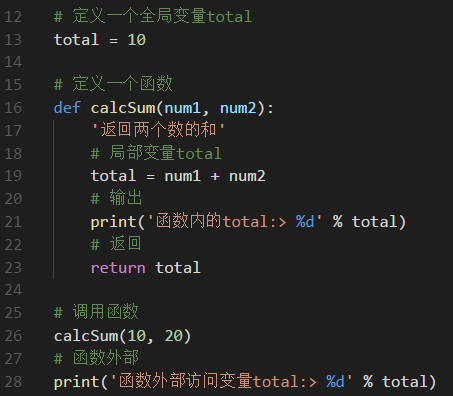 12 # 定义一个全局变量total
13 total = 10
14
15 # 定义一个函数
16 def calcSum(num1, num2):
17     '返回两个数的和'
18     # 局部变量total
19     total = num1 + num2
20     # 输出
21     print('函数内的total:> %d' % total)
22     # 返回
23     return total
24
25 # 调用函数
26 calcSum(10, 20)
27 # 函数外部
28 print('函数外部访问变量total:> %d' % total)